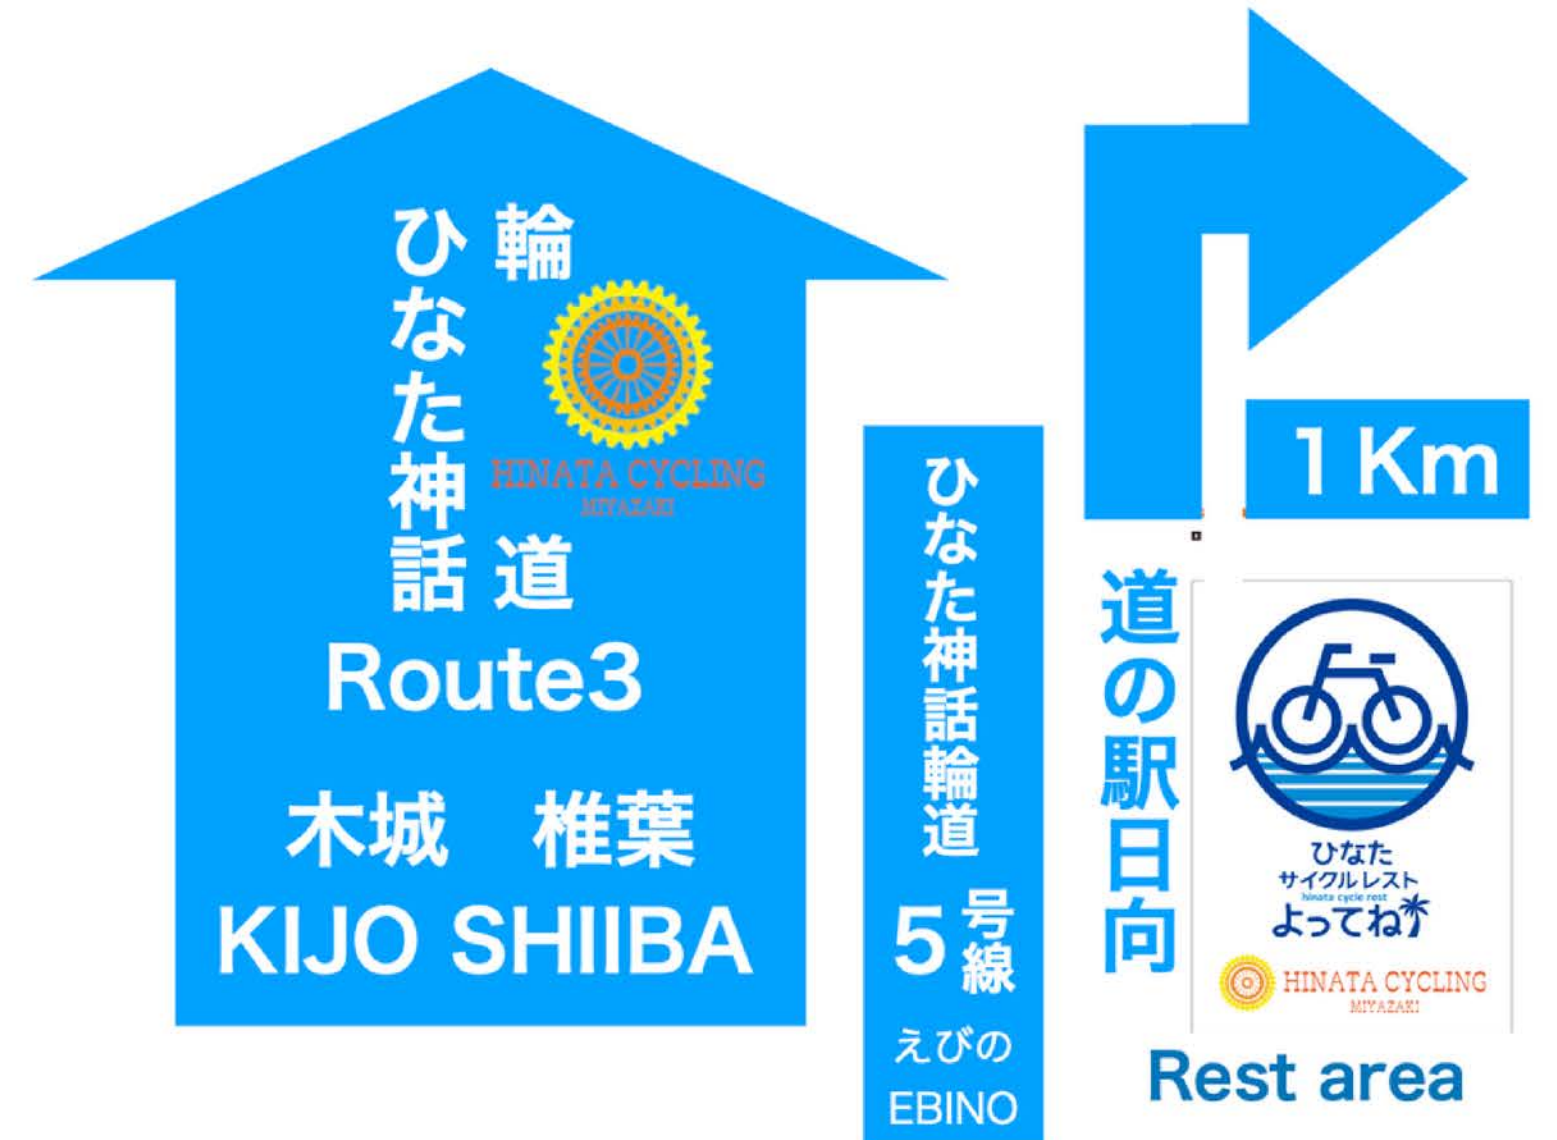 ひなた神話
輪
HINATA CYCLING
MIYAZAKI
道
Route3
木城　椎葉
KIJO SHIIBA
ひなた神話輪道
5号線
えびの
EBINO
1Km
道の駅日向
ひなた
サイクルレスト
hinata cycle rest
よってね
HINATA CYCLING
MIYAZAKI
Rest area